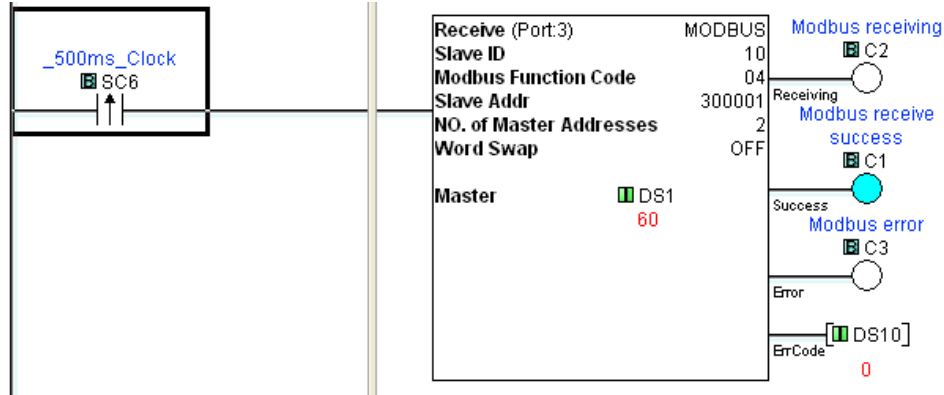 _500ms_Clock
B SC6
Receive (Port:3) MODBUS
Slave ID 10
Modbus Function Code 04
Slave Addr 300001
NO. of Master Addresses 2
Word Swap OFF
Master DS1
60
Modbus receiving
B C2
Receiving
Modbus receive
success
B C1
Success
Modbus error
B C3
Error
DS10
ErrCode
0